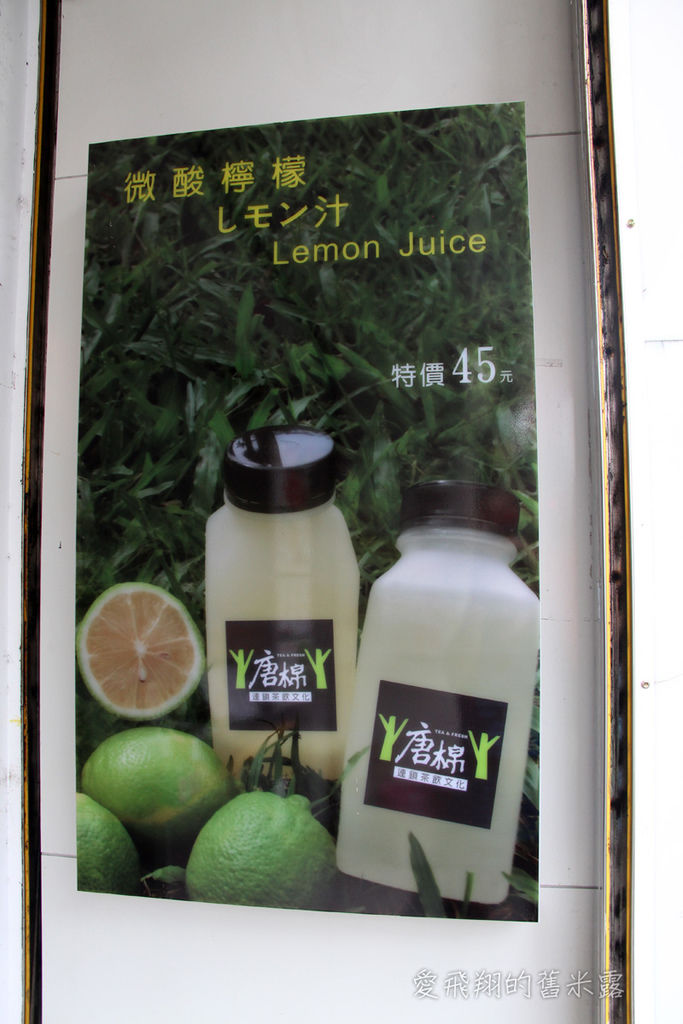 微酸檸檬
レモン汁
Lemon Juice
特價45元
TEA & FRESH
唐棉
連鎖茶飲文化
TEA & FRESH
唐棉
連鎖茶飲文化
愛飛翔的舊米露